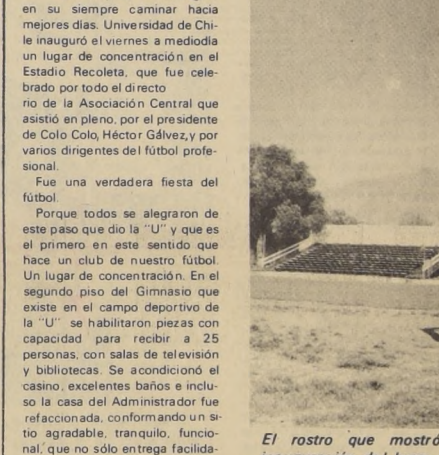 en su siempre caminar hacia
mejores días. Universidad de Chi-
le inauguró el viernes a mediodía
un lugar de concentración en el
Estadio Recoleta, que fue cele-
brado por todo el directo
rio de la Asociación Central que
asistió en pleno, por el presidente
de Colo Colo, Héctor Gálvez, y por
varios dirigentes del fútbol profe-
sional.
Fue una verdadera fiesta del
fútbol.
Porque todos se alegraron de
este paso que dio la "U" y que es
el primero en este sentido que
hace un club de nuestro fútbol.
Un lugar de concentración. En el
segundo piso del Gimnasio que
existe en el campo deportivo de
la "U" se habilitaron piezas con
capacidad para recibir a 25
personas, con salas de televisión
y bibliotecas. Se acondicionó el
casino, excelentes baños e inclu-
so la casa del Administrador fue
refaccionada, conformando un si-
tio agradable, tranquilo, funcio-
nal, que no sólo entrega facilida-
El rostro que mostró